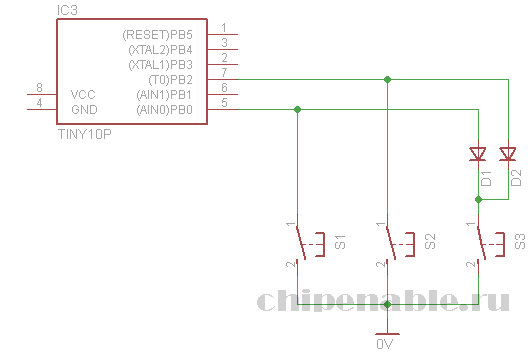 IC3
(RESET)PB5 1
(XTAL2)PB4 3
(XTAL1)PB3 2
(T0)PB2 7
8 VCC (AIN1)PB1 6
4 GND (AIN0)PB0 5
TINY10P
D1 D2
1 1 1
S1 S2 S3
2 2 2
chipenable.ru
0V